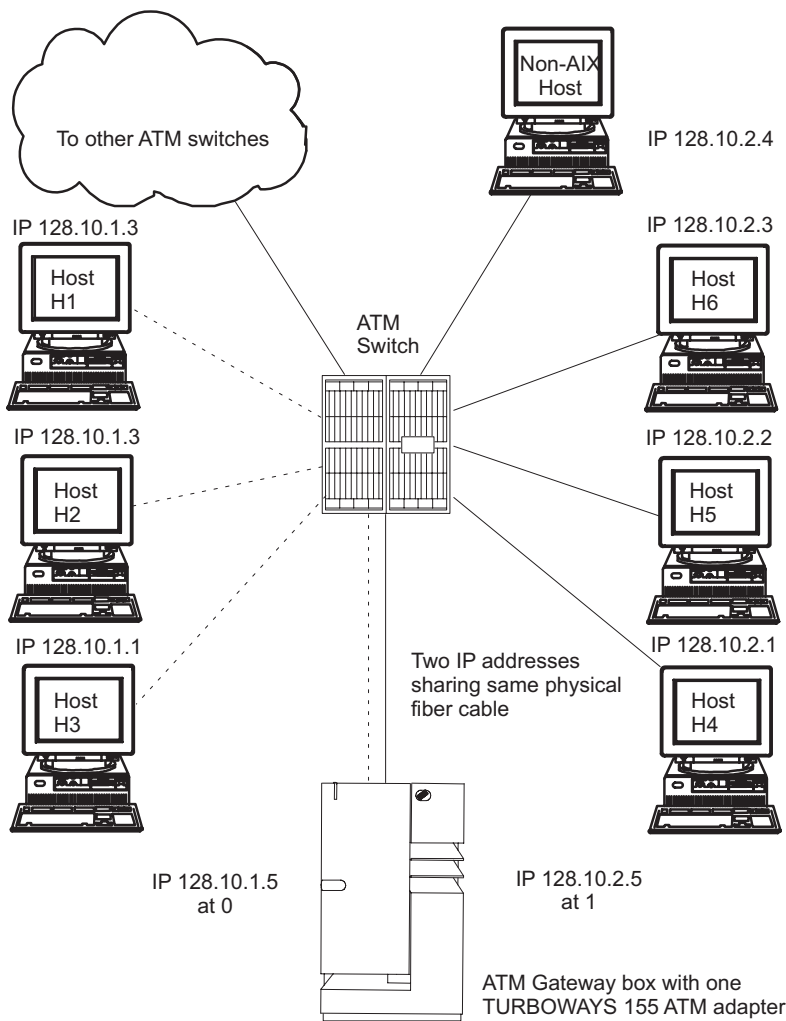 Non-AIX
Host
To other ATM switches
IP 128.10.2.4
IP 128.10.1.3
IP 128.10.2.3
Host
H1
Host
H6
ATM
Switch
IP 128.10.1.3
IP 128.10.2.2
Host
H2
Host
H5
IP 128.10.1.1
IP 128.10.2.1
Two IP addresses
sharing same physical
fiber cable
Host
H3
Host
H4
IP 128.10.1.5
at 0
IP 128.10.2.5
at 1
ATM Gateway box with one
TURBOWAYS 155 ATM adapter